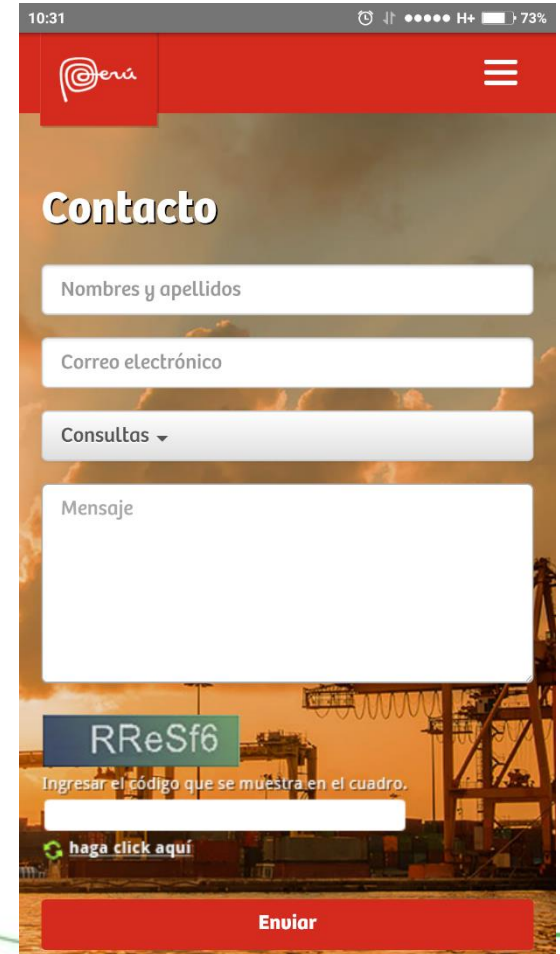 10:31
H+ 73%
Perú
Contacto
Nombres y apellidos
Correo electrónico
Consultas
Mensaje
RReSf6
Ingresar el código que se muestra en el cuadro.
haga click aquí
Enviar